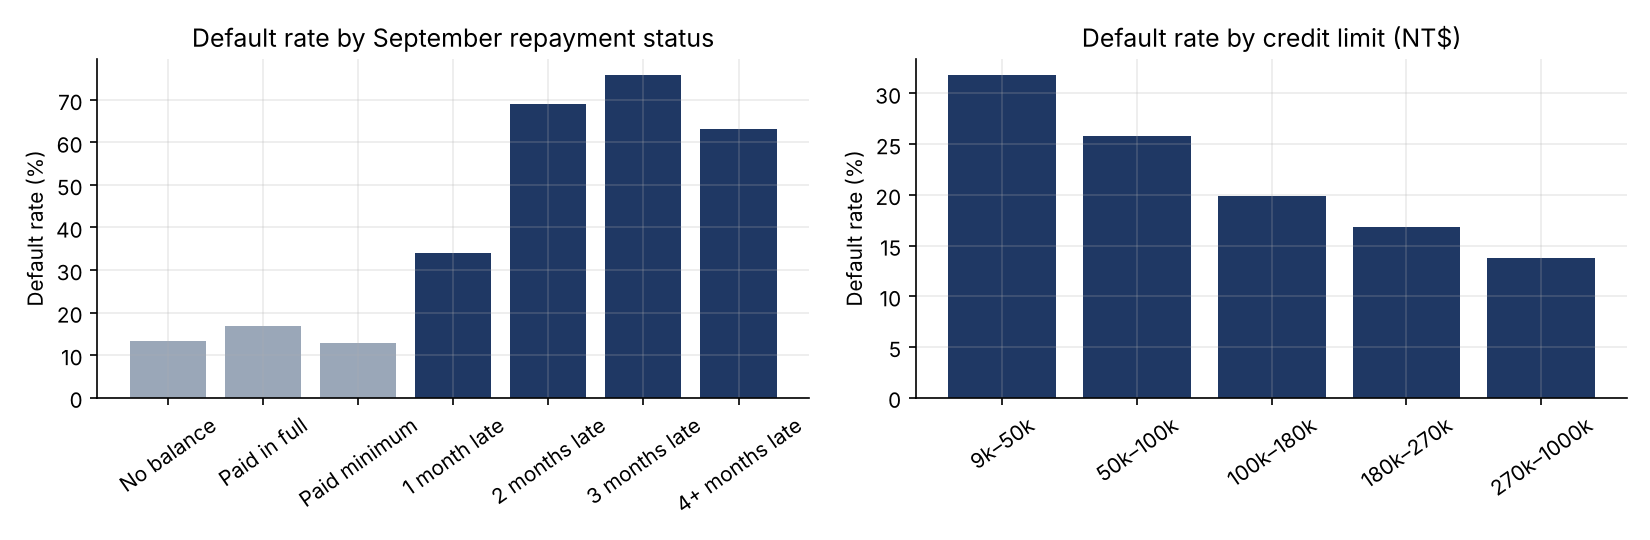 Default rate by September repayment status
Default rate (%)
70
60
50
40
30
20
10
0
No balance
Paid in full
Paid minimum
1 month late
2 months late
3 months late
4+ months late
Default rate by credit limit (NT$)
Default rate (%)
30
25
20
15
10
5
0
9k–50k
50k–100k
100k–180k
180k–270k
270k–1000k